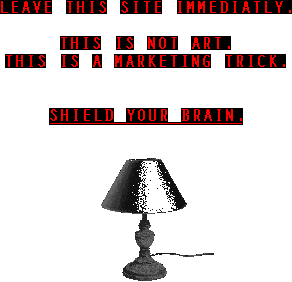 LEAVE THIS SITE IMMEDIATLY.
THIS IS NOT ART.
THIS IS A MARKETING TRICK.
SHIELD YOUR BRAIN.